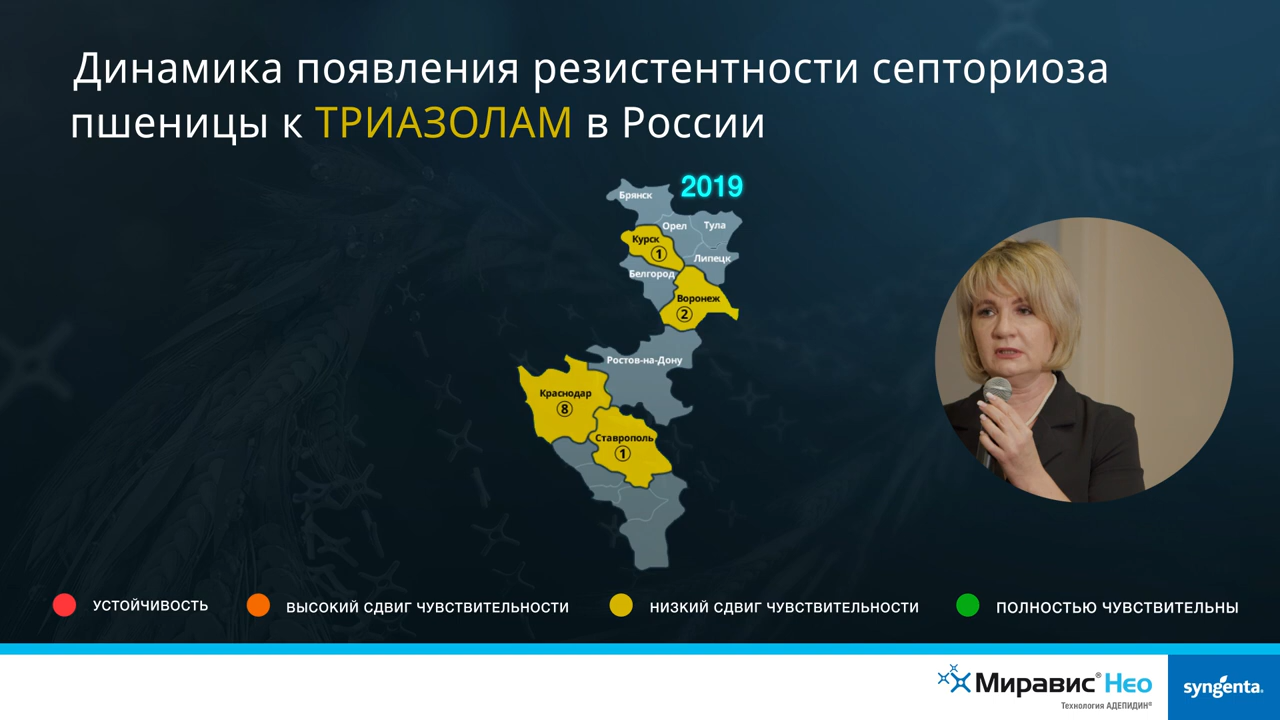 Динамика появления резистентности септориоза
пшеницы к ТРИАЗОЛАМ в России
2019
Брянск
Орел
Тула
Курск
1
Липецк
Белгород
Воронеж
2
Ростов-на-Дону
Краснодар
8
Ставрополь
1
УСТОЙЧИВОСТЬ
ВЫСОКИЙ СДВИГ ЧУВСТВИТЕЛЬНОСТИ
НИЗКИЙ СДВИГ ЧУВСТВИТЕЛЬНОСТИ
ПОЛНОСТЬЮ ЧУВСТВИТЕЛЬНЫ
Миравис® Нео
Технология АДЕПИДИН®
syngenta.